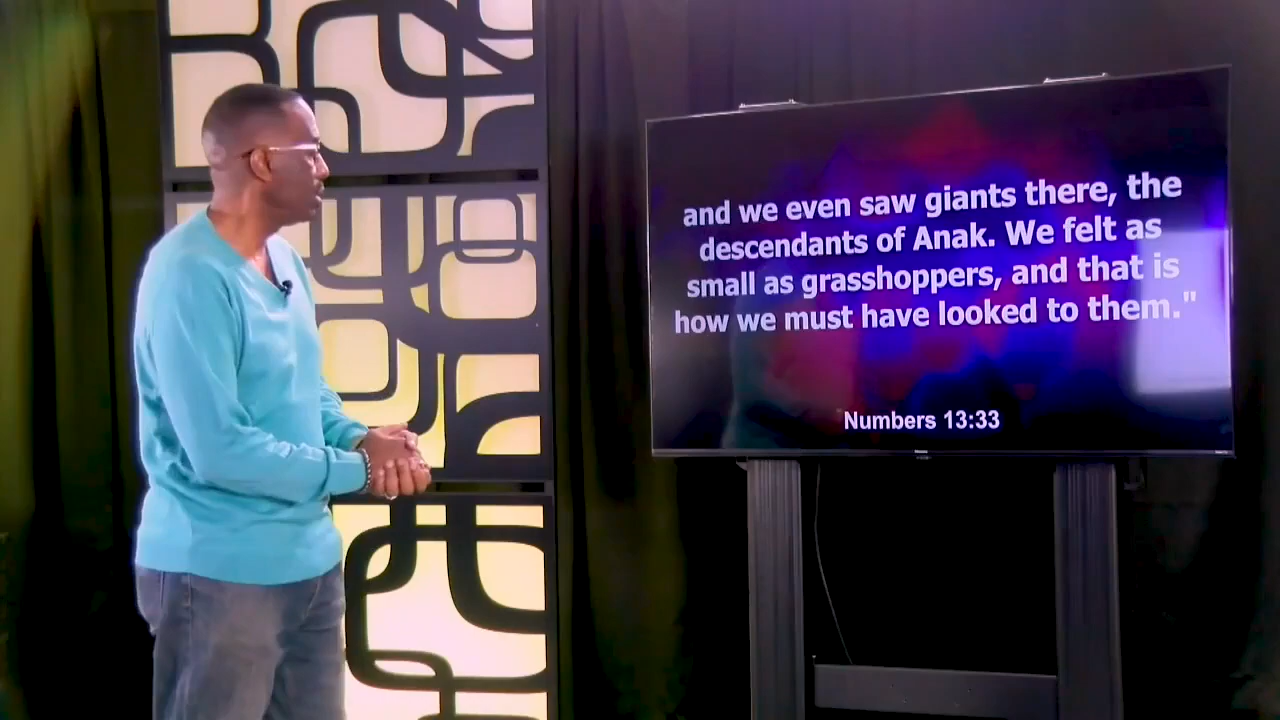 and we even saw giants there, the
descendants of Anak. We felt as
small as grasshoppers, and that is
how we must have looked to them."
Numbers 13:33